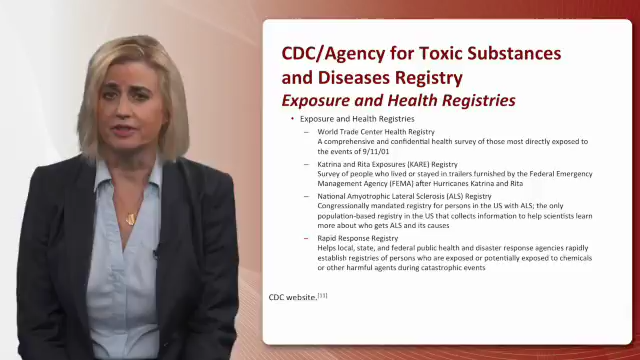 CDC/Agency for Toxic Substances
and Diseases Registry
Exposure and Health Registries
• Exposure and Health Registries
– World Trade Center Health Registry
A comprehensive and confidential health survey of those most directly exposed to
the events of 9/11/01
– Katrina and Rita Exposures (KARE) Registry
Survey of people who lived or stayed in trailers furnished by the Federal Emergency
Management Agency (FEMA) after Hurricanes Katrina and Rita
– National Amyotrophic Lateral Sclerosis (ALS) Registry
Congressionally mandated registry for persons in the US with ALS; the only
population-based registry in the US that collects information to help scientists learn
more about who gets ALS and its causes
– Rapid Response Registry
Helps local, state, and federal public health and disaster response agencies rapidly
establish registries of persons who are exposed or potentially exposed to chemicals
or other harmful agents during catastrophic events
CDC website.[11]